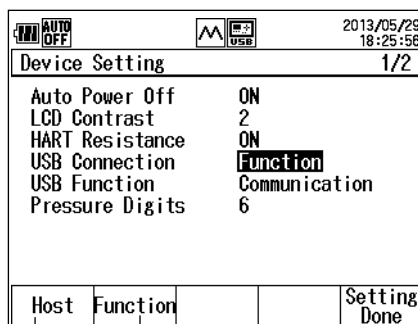 AUTO OFF USB 2013/05/29
18:25:56
Device Setting 1/2
Auto Power Off ON
LCD Contrast 2
HART Resistance ON
USB Connection Function
USB Function Communication
Pressure Digits 6
Host Function Setting Done